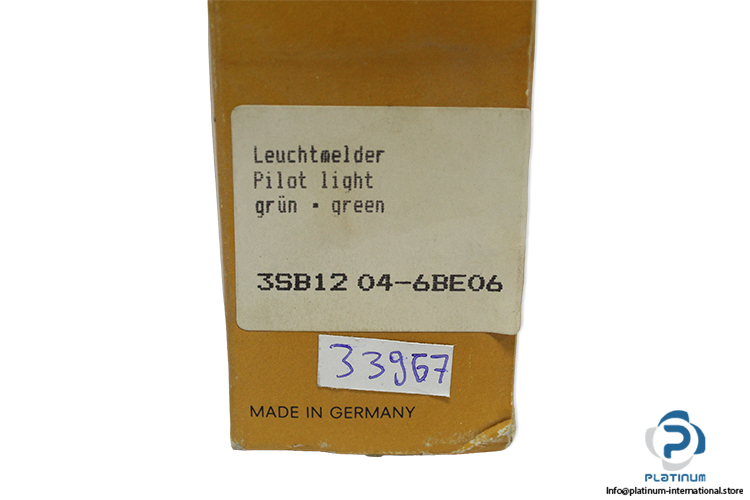 Leuchtmelder
Pilot light
grün • green
3SB12 04-6BE06
33967
MADE IN GERMANY
PLATINUM
Info@platinum-international.store